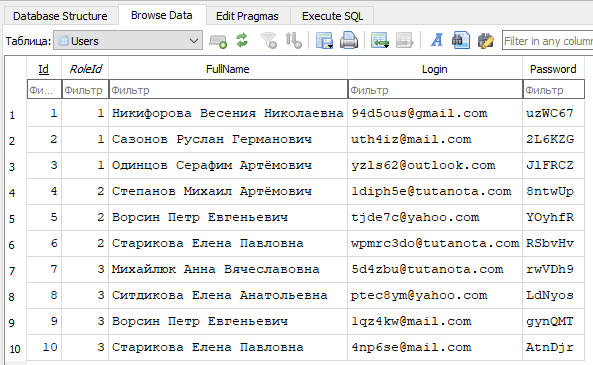 Database Structure Browse Data Edit Pragmas Execute SQL
Таблица: Users Filter in any colum
Id RoleId FullName Login Password
Фи... Фильтр Фильтр Фильтр Фильтр
1 1 1 Никифорова Весения Николаевна 94d5ous@gmail.com uzWC67
2 2 1 Сазонов Руслан Германович uth4iz@mail.com 2L6KZG
3 3 1 Одинцов Серафим Артёмович yzls62@outlook.com JlFRCZ
4 4 2 Степанов Михаил Артёмович 1diph5e@tutanota.com 8ntwUp
5 5 2 Ворсин Петр Евгеньевич tjde7c@yahoo.com YOyhfR
6 6 2 Старикова Елена Павловна wpmrc3do@tutanota.com RSbvHv
7 7 3 Михайлюк Анна Вячеславовна 5d4zbu@tutanota.com rwVDh9
8 8 3 Ситдикова Елена Анатольевна ptec8ym@yahoo.com LdNyos
9 9 3 Ворсин Петр Евгеньевич 1qz4kw@mail.com gynQMT
10 10 3 Старикова Елена Павловна 4np6se@mail.com AtnDjr